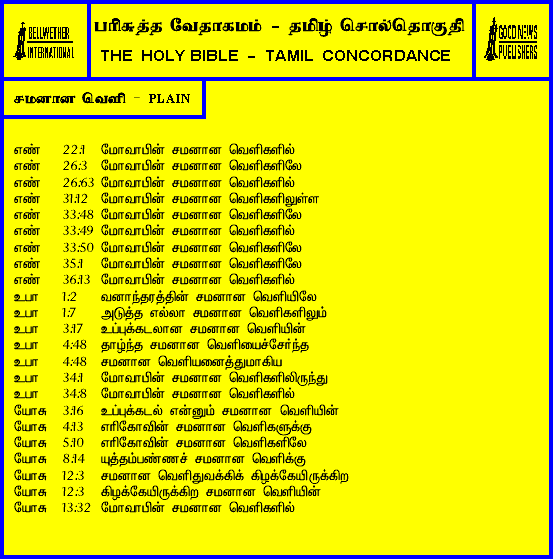 BELLWETHER INTERNATIONAL
பரிசுத்த வேதாகமம் - தமிழ் சொல்தொகுதி
THE HOLY BIBLE - TAMIL CONCORDANCE
GOOD NEWS PUBLISHERS
சமனான வெளி - PLAIN
எண் 22:1 மோவாபின் சமனான வெளிகளில்
எண் 26:3 மோவாபின் சமனான வெளிகளிலே
எண் 26:63 மோவாபின் சமனான வெளிகளில்
எண் 31:12 மோவாபின் சமனான வெளிகளிலுள்ள
எண் 33:48 மோவாபின் சமனான வெளிகளிலே
எண் 33:49 மோவாபின் சமனான வெளிகளில்
எண் 33:50 மோவாபின் சமனான வெளிகளிலே
எண் 35:1 மோவாபின் சமனான வெளிகளிலே
எண் 36:13 மோவாபின் சமனான வெளிகளில்
உபா 1:2 வனாந்தரத்தின் சமனான வெளியிலே
உபா 1:7 அடுத்த எல்லா சமனான வெளிகளிலும்
உபா 3:17 உப்புக்கடலான சமனான வெளியின்
உபா 4:48 தாழ்ந்த சமனான வெளியைச்சேர்ந்த
உபா 4:48 சமனான வெளியனைத்துமாகிய
உபா 34:1 மோவாபின் சமனான வெளிகளிலிருந்து
உபா 34:8 மோவாபின் சமனான வெளிகளில்
யோசு 3:16 உப்புக்கடல் என்னும் சமனான வெளியின்
யோசு 4:13 எரிகோவின் சமனான வெளிகளுக்கு
யோசு 5:10 எரிகோவின் சமனான வெளிகளிலே
யோசு 8:14 யுத்தம்பண்ணச் சமனான வெளிக்கு
யோசு 12:3 சமனான வெளிதுவக்கிக் கிழக்கேயிருக்கிற
யோசு 12:3 கிழக்கேயிருக்கிற சமனான வெளியின்
யோசு 13:32 மோவாபின் சமனான வெளிகளில்